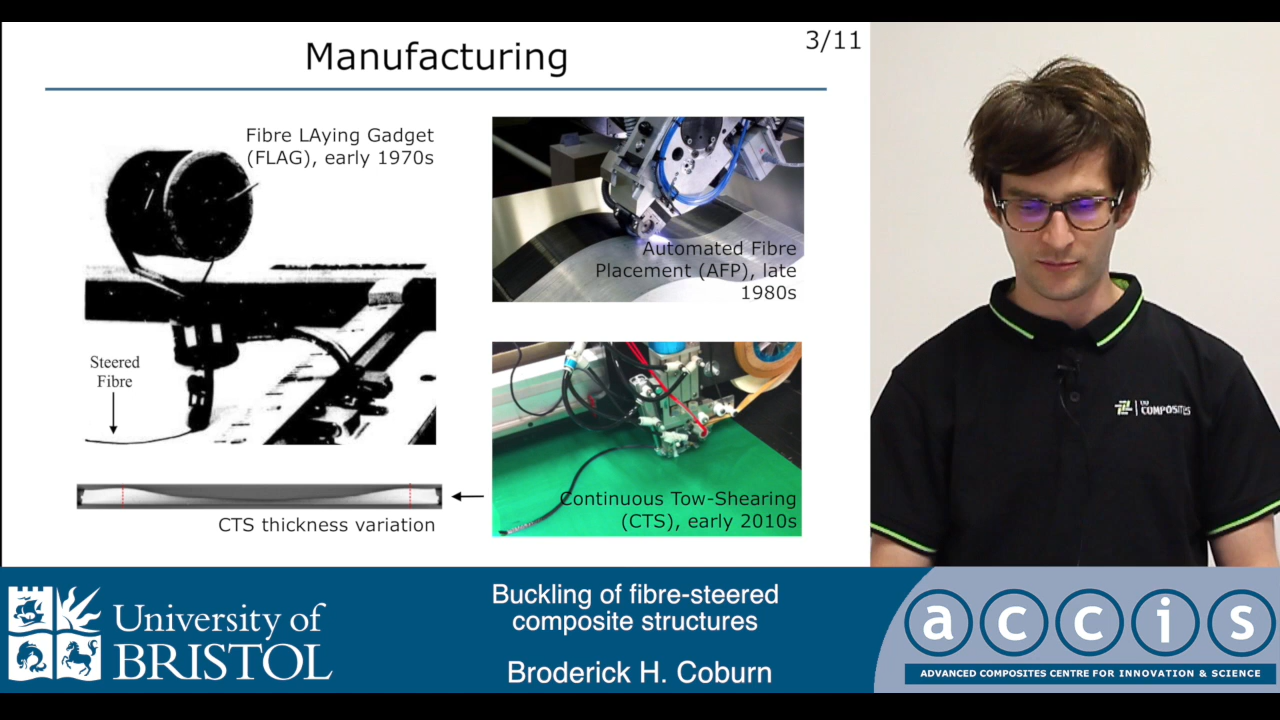 Manufacturing
3/11
Fibre LAying Gadget
(FLAG), early 1970s
Steered
Fibre
Automated Fibre
Placement (AFP), late
1980s
Continuous Tow-Shearing
(CTS), early 2010s
CTS thickness variation
COMPOSITES
University of
BRISTOL
Buckling of fibre-steered
composite structures
Broderick H. Coburn
accis
ADVANCED COMPOSITES CENTRE FOR INNOVATION & SCIENCE